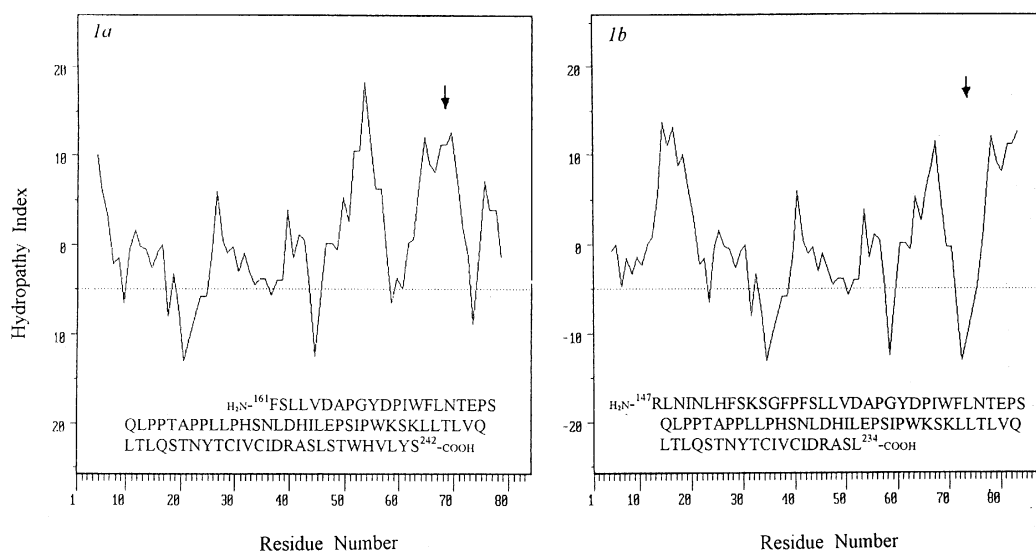 1a
20
10
0
10
20
Hydropathy Index
H₂N-¹⁶¹FSLLVDAPGYDPIWFLNTEPS
QLPPTAPPLLPHSNLDHILEPSIPWKSKLLTLVQ
LTLQSTNYTCIVCIDRASLSTWHVLYS²⁴²-COOH
1 10 20 30 40 50 60 70 80
Residue Number
1b
20
10
0
-10
-20
H₂N-¹⁴⁷RLNINLHFSKSGFPFSLLVDAPGYDPIWFLNTEPS
QLPPTAPPLLPHSNLDHILEPSIPWKSKLLTLVQ
LTLQSTNYTCIVCIDRASL²³⁴-COOH
1 10 20 30 40 50 60 70 80
Residue Number